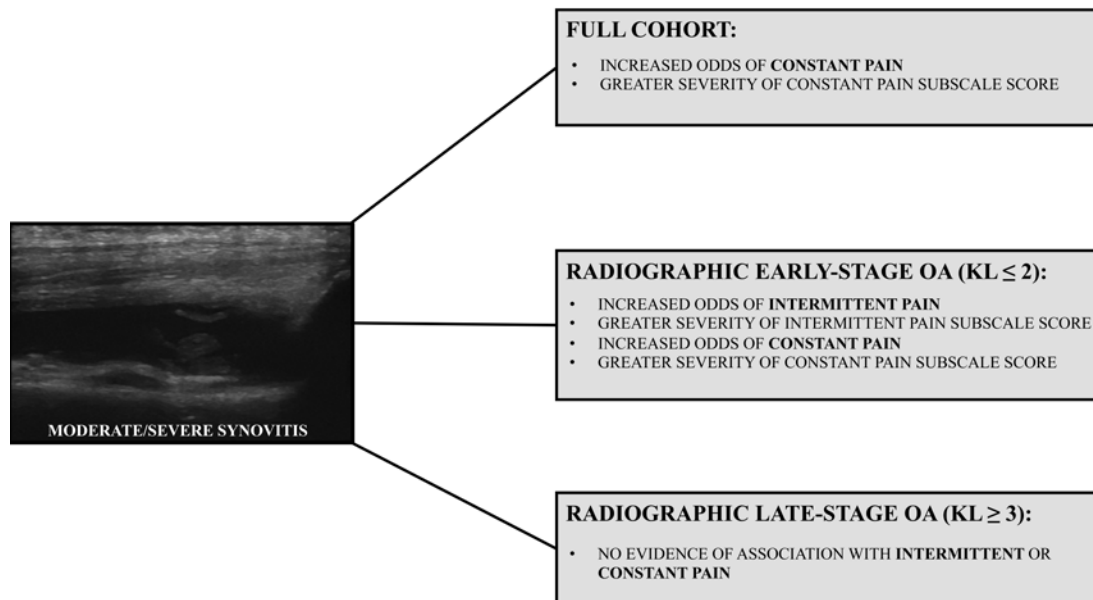 FULL COHORT:
• INCREASED ODDS OF CONSTANT PAIN
• GREATER SEVERITY OF CONSTANT PAIN SUBSCALE SCORE
MODERATE/SEVERE SYNOVITIS
RADIOGRAPHIC EARLY-STAGE OA (KL ≤ 2):
• INCREASED ODDS OF INTERMITTENT PAIN
• GREATER SEVERITY OF INTERMITTENT PAIN SUBSCALE SCORE
• INCREASED ODDS OF CONSTANT PAIN
• GREATER SEVERITY OF CONSTANT PAIN SUBSCALE SCORE
RADIOGRAPHIC LATE-STAGE OA (KL ≥ 3):
• NO EVIDENCE OF ASSOCIATION WITH INTERMITTENT OR
CONSTANT PAIN